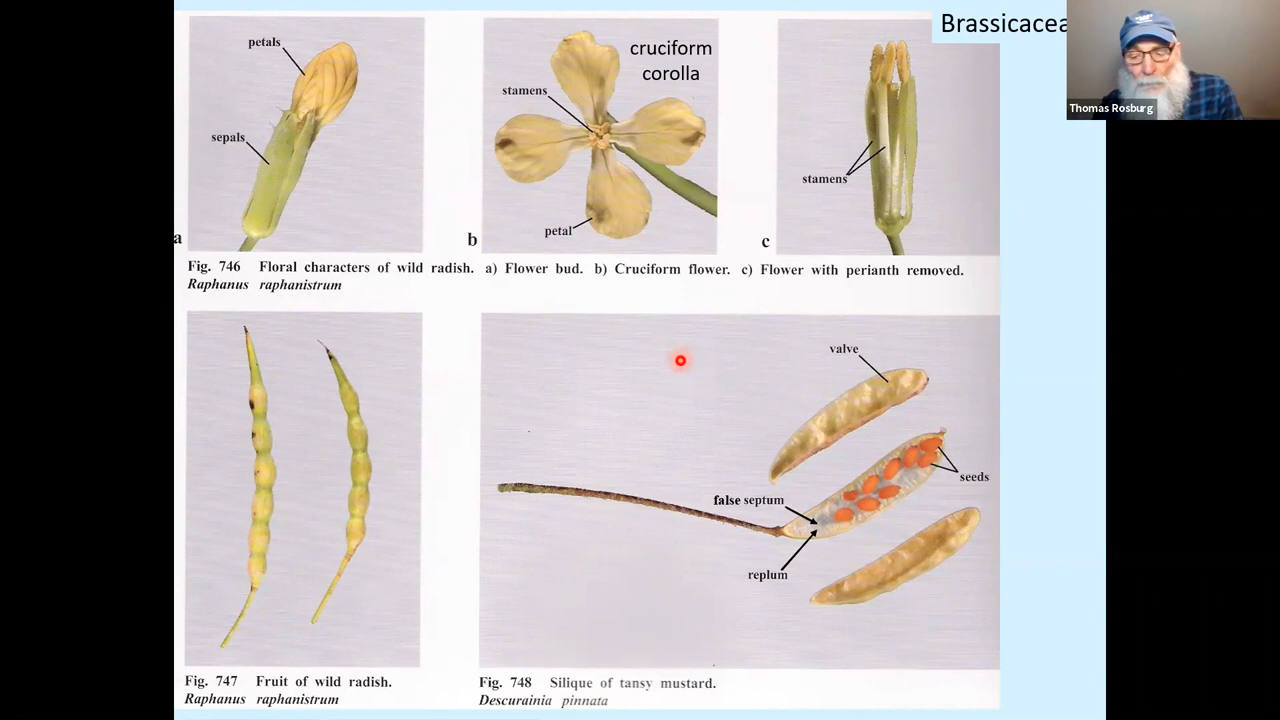 Brassicacea
Thomas Rosburg
petals
sepals
a
cruciform
corolla
stamens
petal
b
stamens
c
Fig. 746 Floral characters of wild radish. a) Flower bud. b) Cruciform flower. c) Flower with perianth removed.
Raphanus raphanistrum
valve
seeds
false septum
replum
Fig. 747 Fruit of wild radish.
Raphanus raphanistrum
Fig. 748 Silique of tansy mustard.
Descurainia pinnata